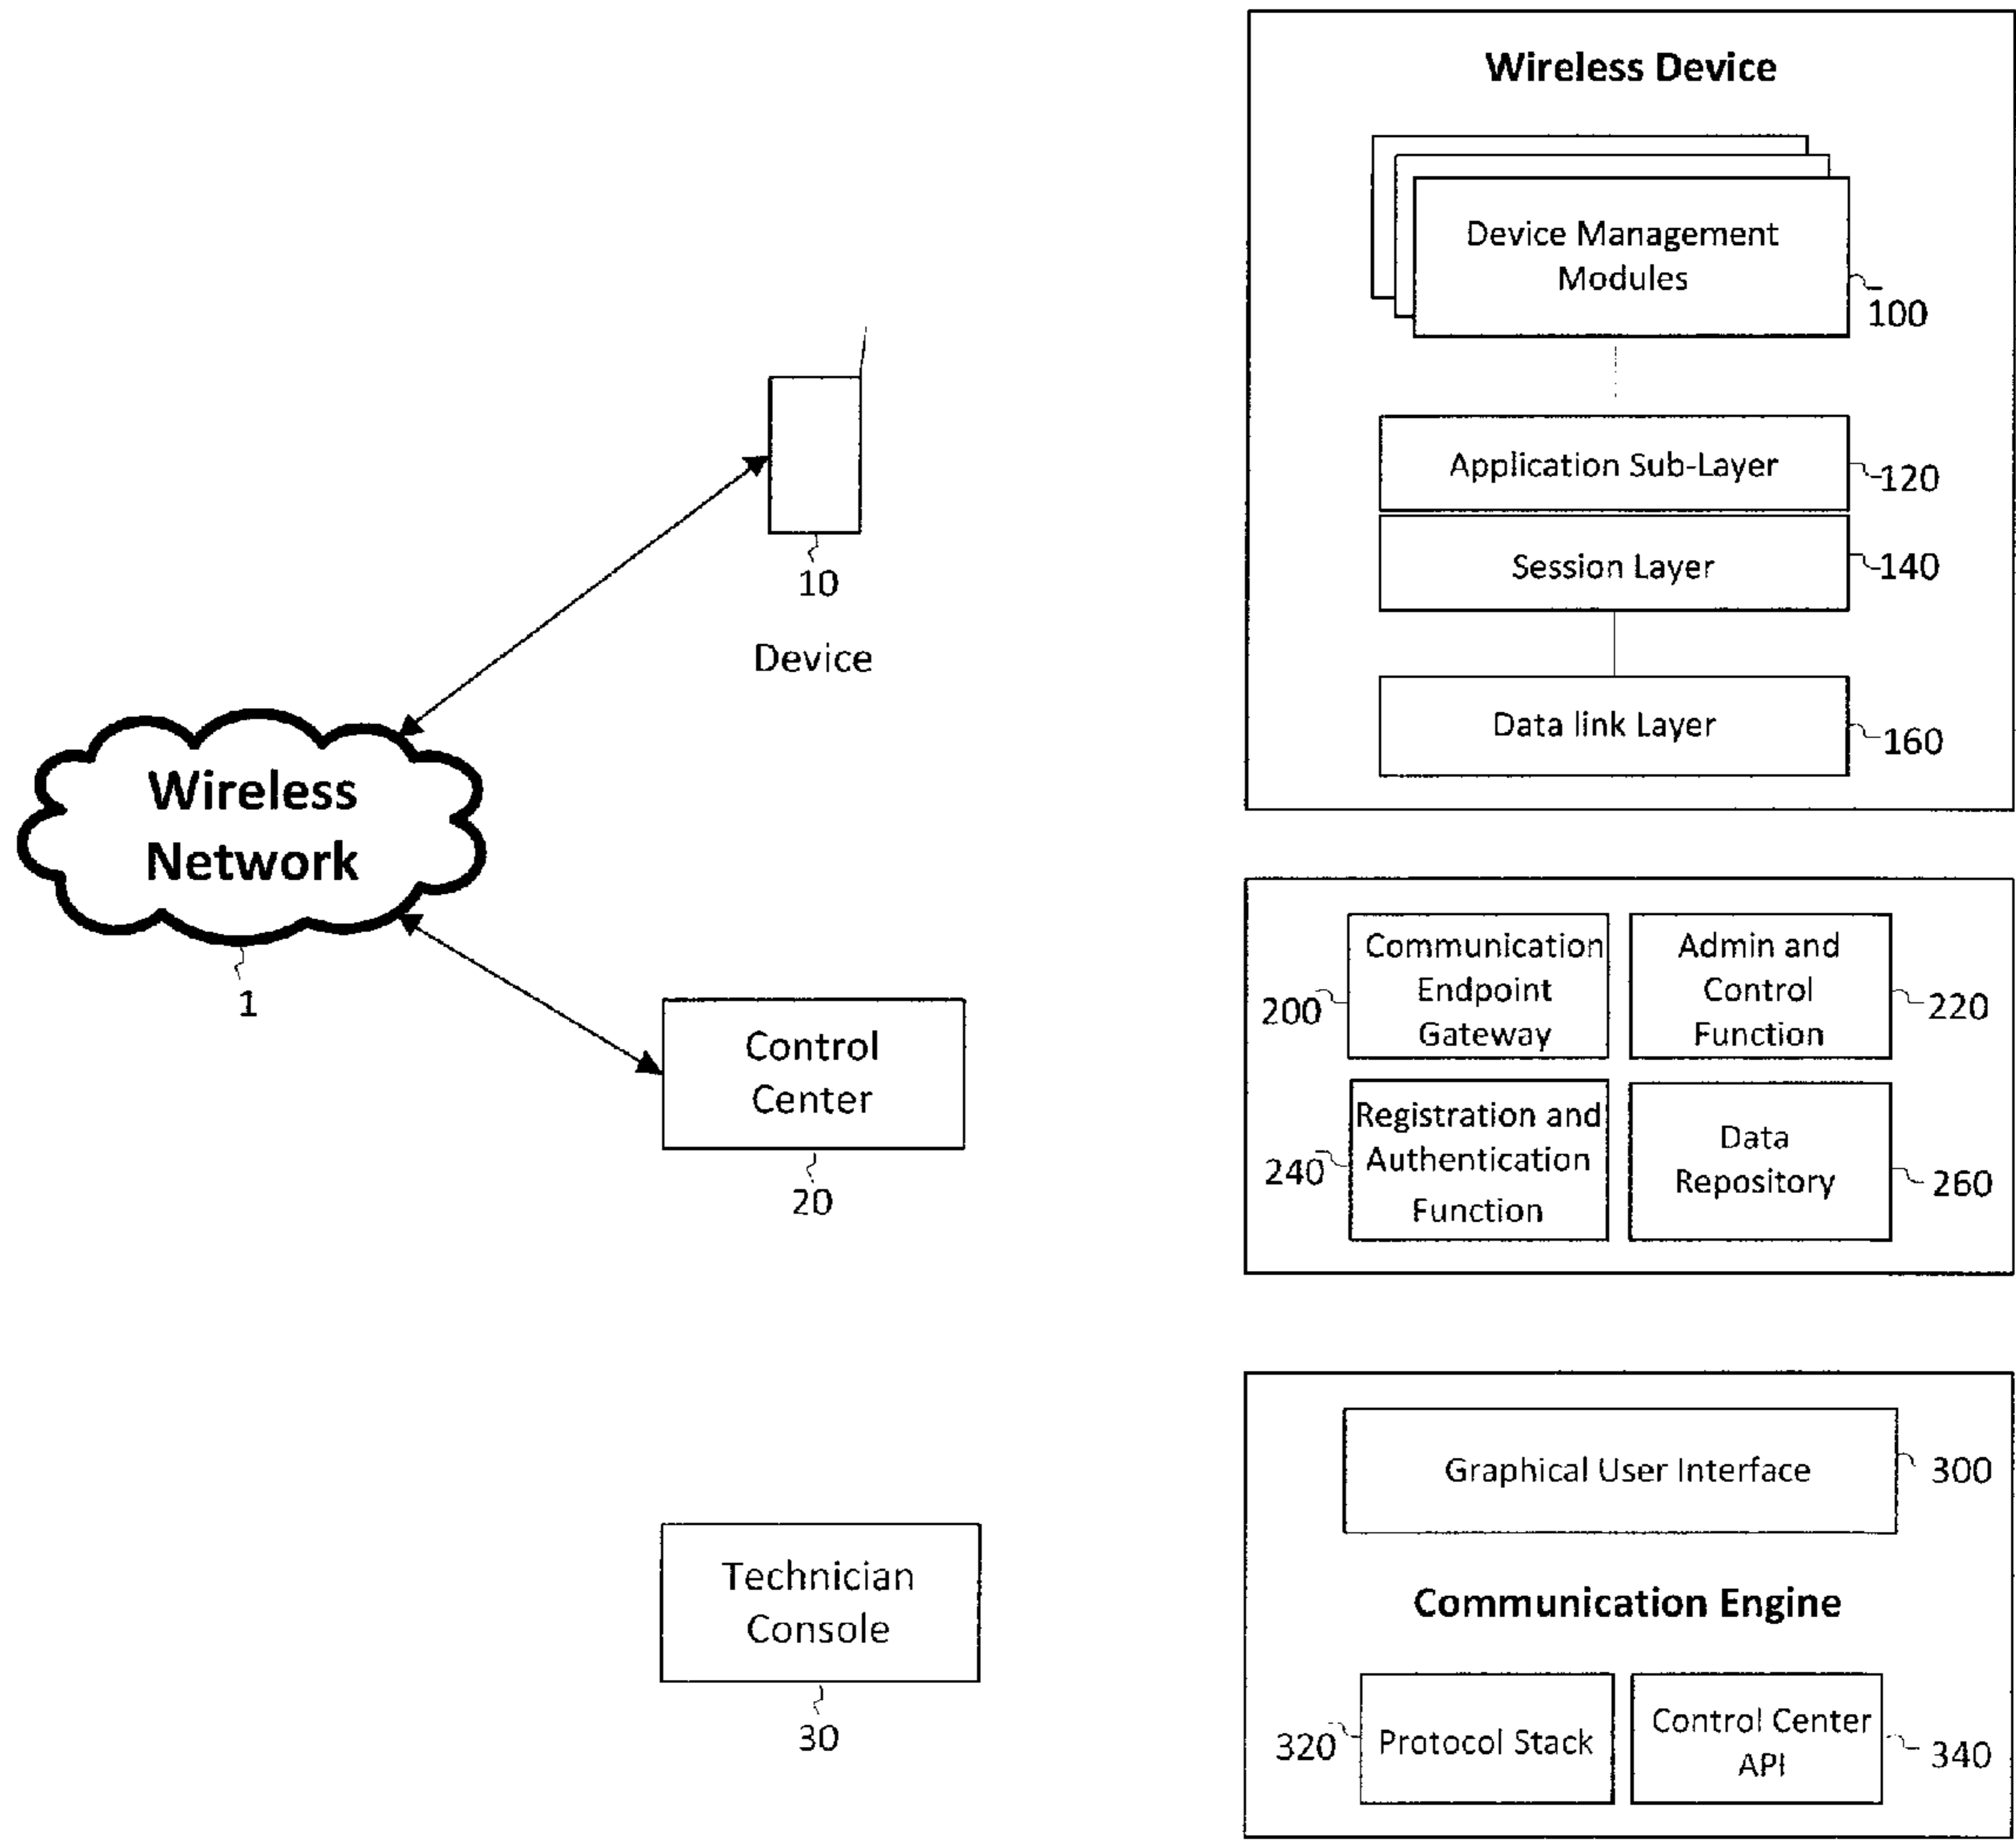 Wireless Device
Device Management
Modules
100
Application Sub-Layer
120
Session Layer
140
Data link Layer
160
10
Device
Wireless
Network
1
Control
Center
20
Communication
Endpoint
Gateway
200
Admin and
Control
Function
220
Registration and
Authentication
Function
240
Data
Repository
260
Technician
Console
30
Graphical User Interface
300
Communication Engine
Protocol Stack
320
Control Center
API
340